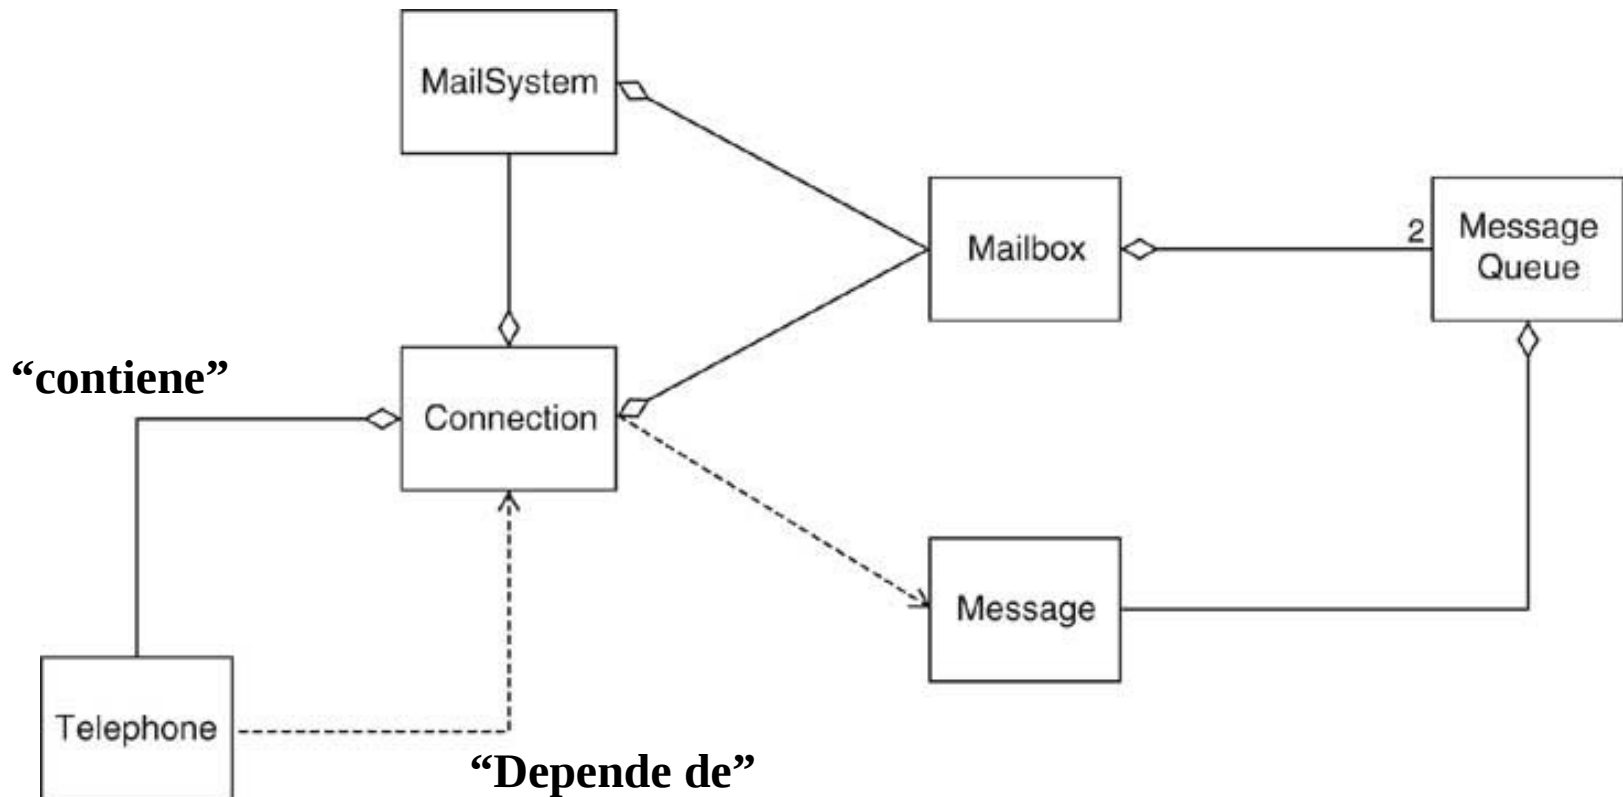 MailSystem
Mailbox
2
Message
Queue
“contiene”
Connection
Message
Telephone
“Depende de”